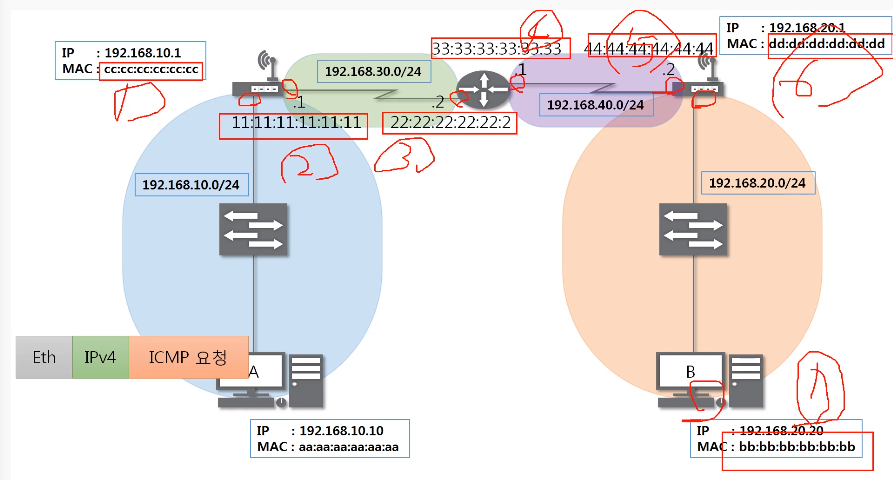 IP : 192.168.10.1
MAC : cc:cc:cc:cc:cc:cc
192.168.30.0/24
33:33:33:33:33:33
44:44:44:44:44:44
IP : 192.168.20.1
MAC : dd:dd:dd:dd:dd:dd
.1
.2
.1
.2
192.168.40.0/24
11:11:11:11:11:11
22:22:22:22:22:2
1
2
3
4
5
6
192.168.10.0/24
192.168.20.0/24
Eth
IPv4
ICMP 요청
A
B
IP : 192.168.10.10
MAC : aa:aa:aa:aa:aa:aa
IP : 192.168.20.20
MAC : bb:bb:bb:bb:bb:bb